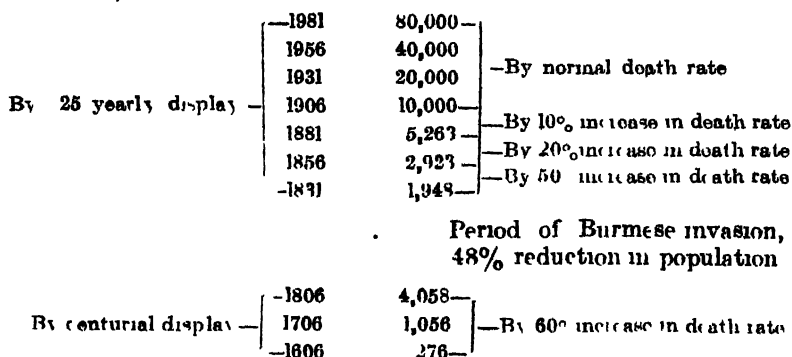 —1981 80,000—
1956 40,000
1931 20,000
—By normal death rate
By 25 yearly display — 1906 10,000—
—By 10% increase in death rate
1881 5,263—
—By 20% increase in death rate
1856 2,923—
—By 50 increase in death rate
-1831 1,948—
Period of Burmese invasion,
48% reduction in population
-1806 4,058—
By centurial display — 1706 1,056 —By 60% increase in death rate
—1606 276—